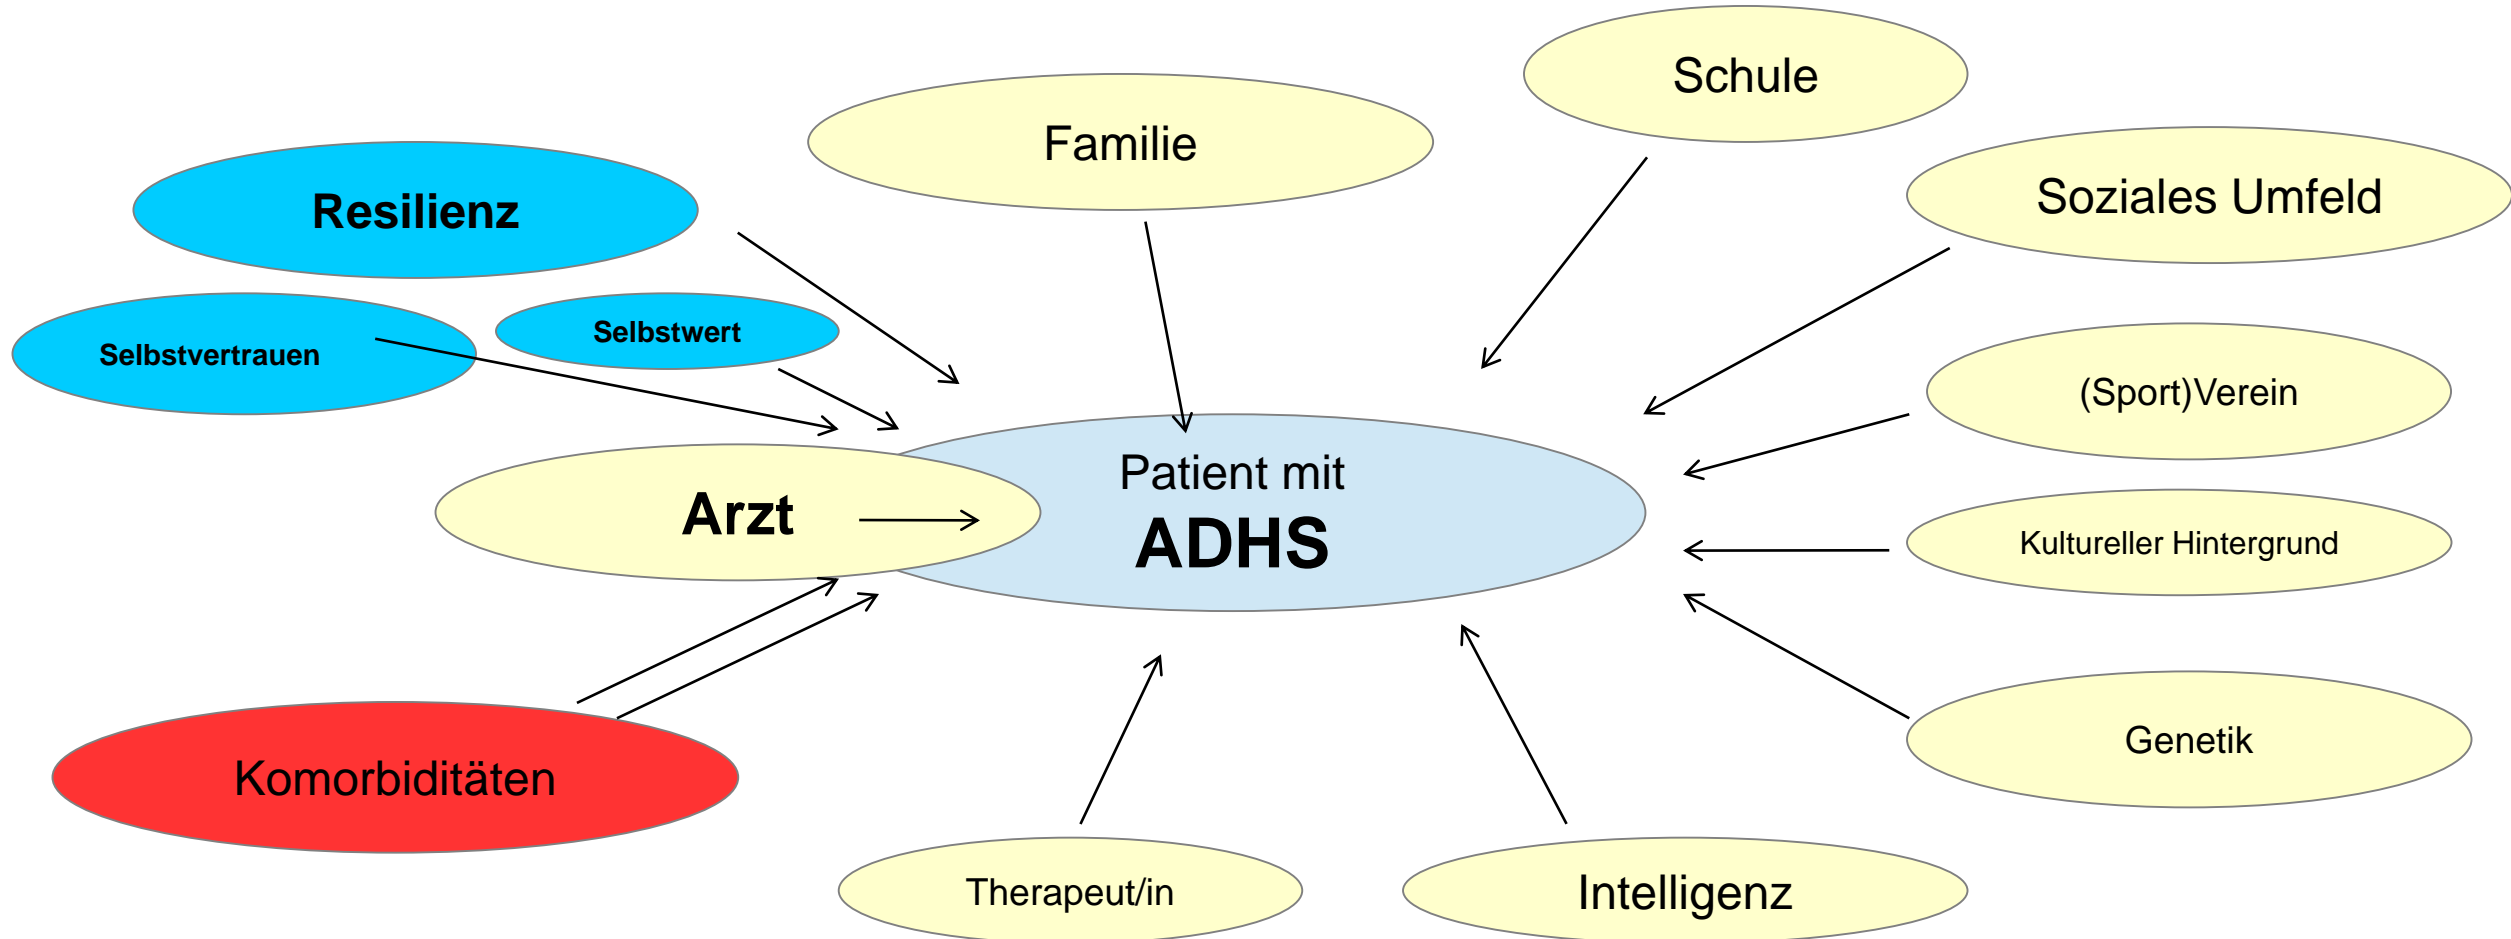 Schule
Familie
Soziales Umfeld
Resilienz
Selbstwert
Selbstvertrauen
(Sport)Verein
Patient mit
ADHS
Arzt
Kultureller Hintergrund
Genetik
Komorbiditäten
Therapeut/in
Intelligenz